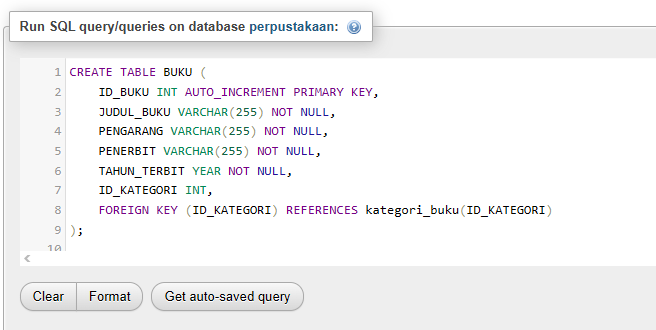 Run SQL query/queries on database perpustakaan:
1 CREATE TABLE BUKU (
2 ID_BUKU INT AUTO_INCREMENT PRIMARY KEY,
3 JUDUL_BUKU VARCHAR(255) NOT NULL,
4 PENGARANG VARCHAR(255) NOT NULL,
5 PENERBIT VARCHAR(255) NOT NULL,
6 TAHUN_TERBIT YEAR NOT NULL,
7 ID_KATEGORI INT,
8 FOREIGN KEY (ID_KATEGORI) REFERENCES kategori_buku(ID_KATEGORI)
9 );
10
Clear Format Get auto-saved query